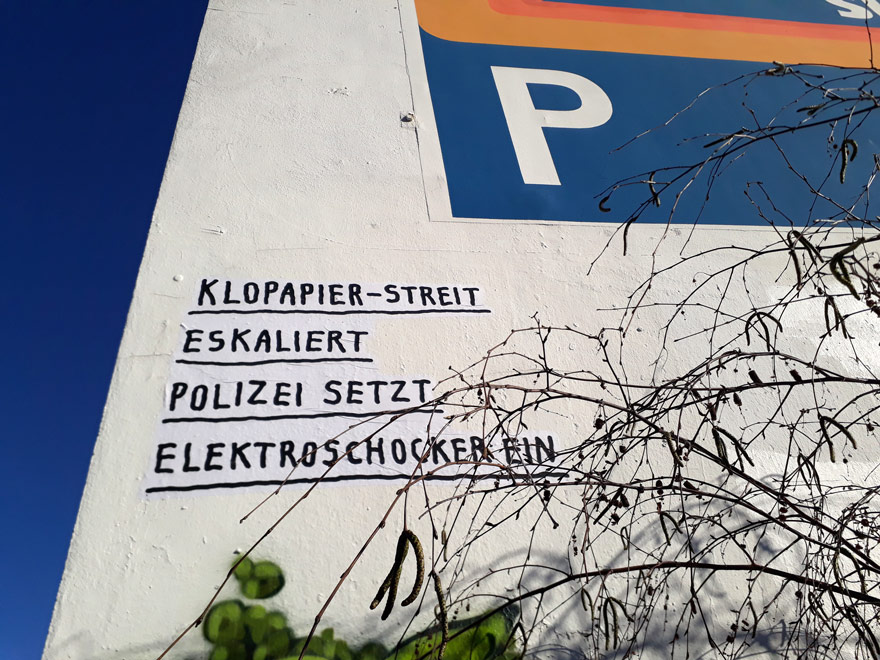 P
KLOPAPIER-STREIT
ESKALIERT
POLIZEI SETZT
ELEKTROSCHOCKER EIN